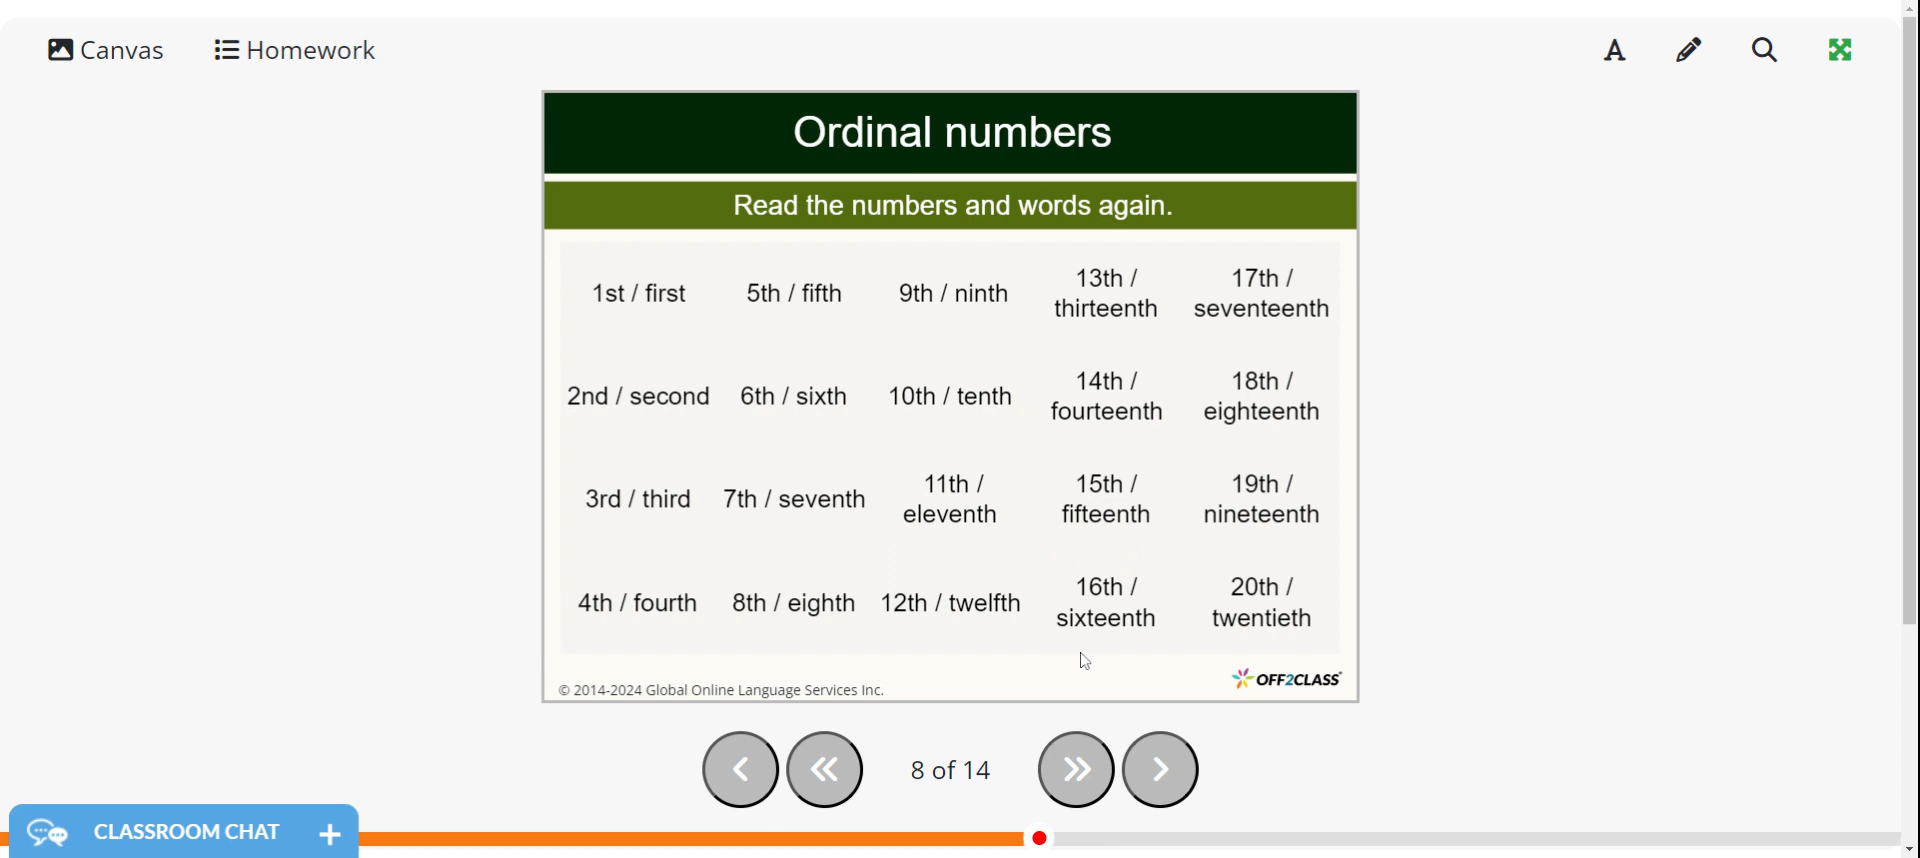 Canvas
Homework
Ordinal numbers
Read the numbers and words again.
1st / first
5th / fifth
9th / ninth
13th /
thirteenth
17th /
seventeenth
2nd / second
6th / sixth
10th / tenth
14th /
fourteenth
18th /
eighteenth
3rd / third
7th / seventh
11th /
eleventh
15th /
fifteenth
19th /
nineteenth
4th / fourth
8th / eighth
12th / twelfth
16th /
sixteenth
20th /
twentieth
© 2014-2024 Global Online Language Services Inc.
OFF2CLASS
8 of 14
CLASSROOM CHAT +